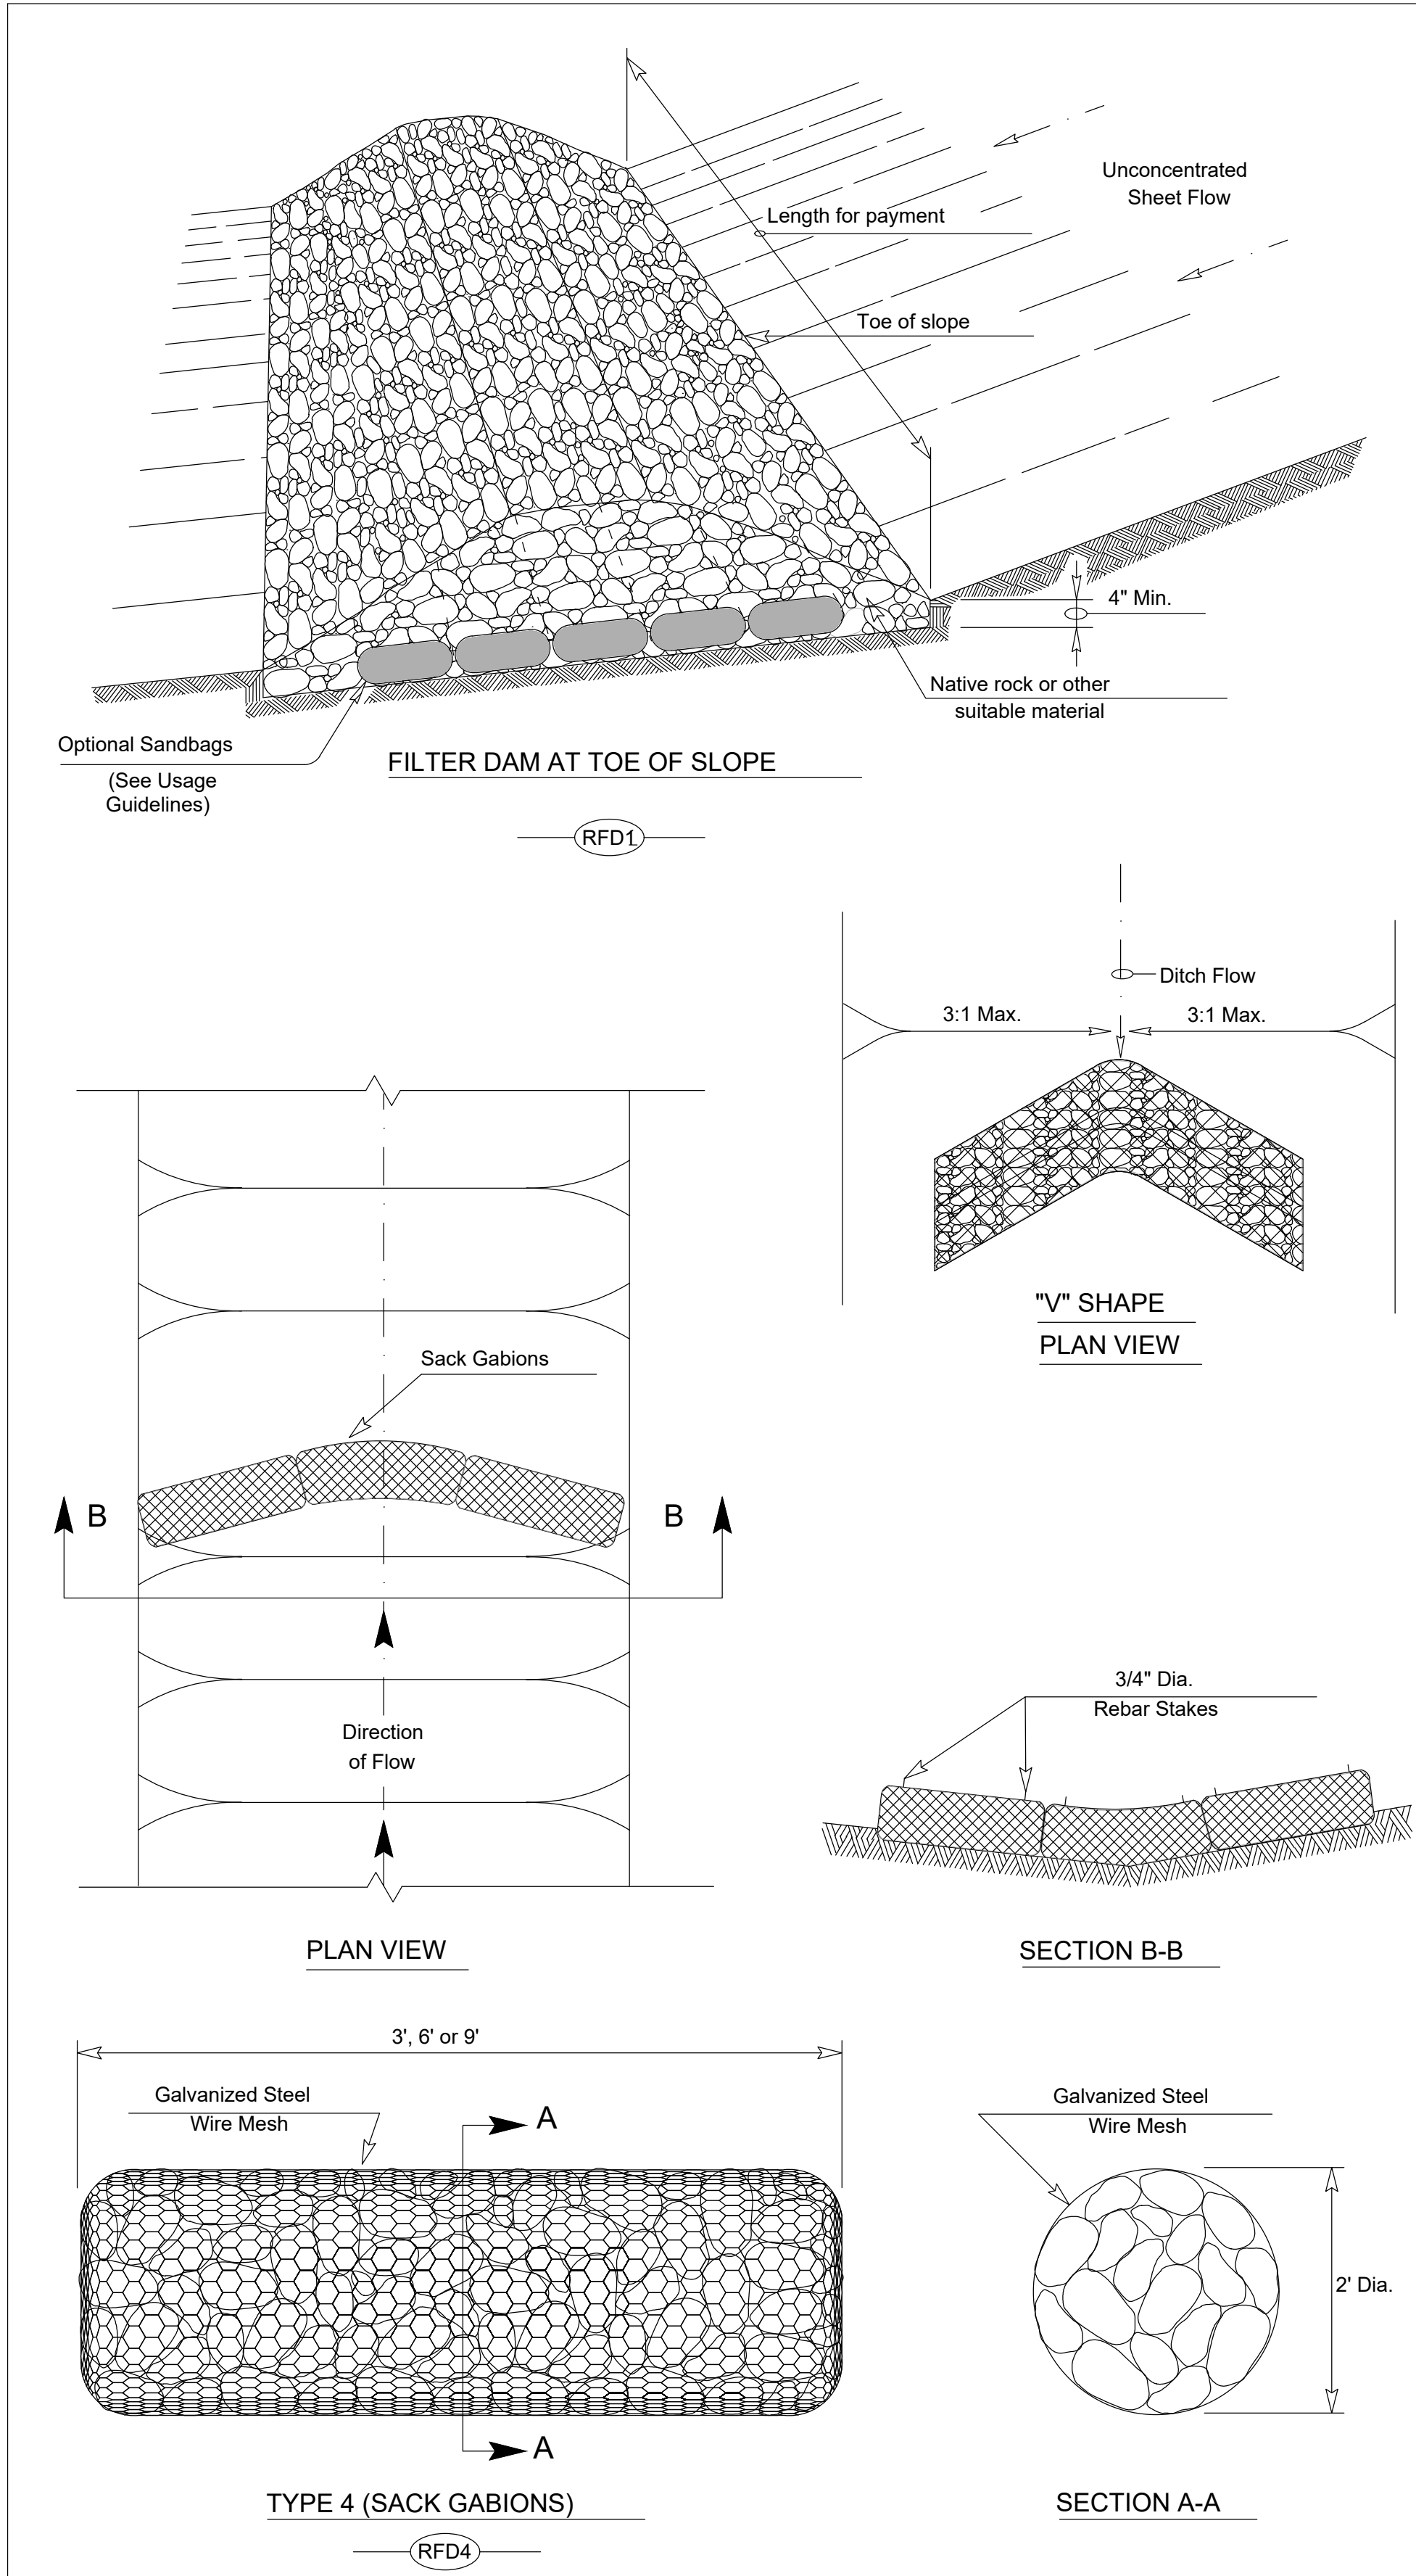 Unconcentrated
Sheet Flow
Length for payment
Toe of slope
4" Min.
Native rock or other
suitable material
Optional Sandbags
(See Usage
Guidelines)
FILTER DAM AT TOE OF SLOPE
RFD1
Ditch Flow
3:1 Max.
3:1 Max.
"V" SHAPE
PLAN VIEW
Sack Gabions
B
B
Direction
of Flow
PLAN VIEW
3/4" Dia.
Rebar Stakes
SECTION B-B
3', 6' or 9'
Galvanized Steel
Wire Mesh
A
A
TYPE 4 (SACK GABIONS)
RFD4
Galvanized Steel
Wire Mesh
2' Dia.
SECTION A-A